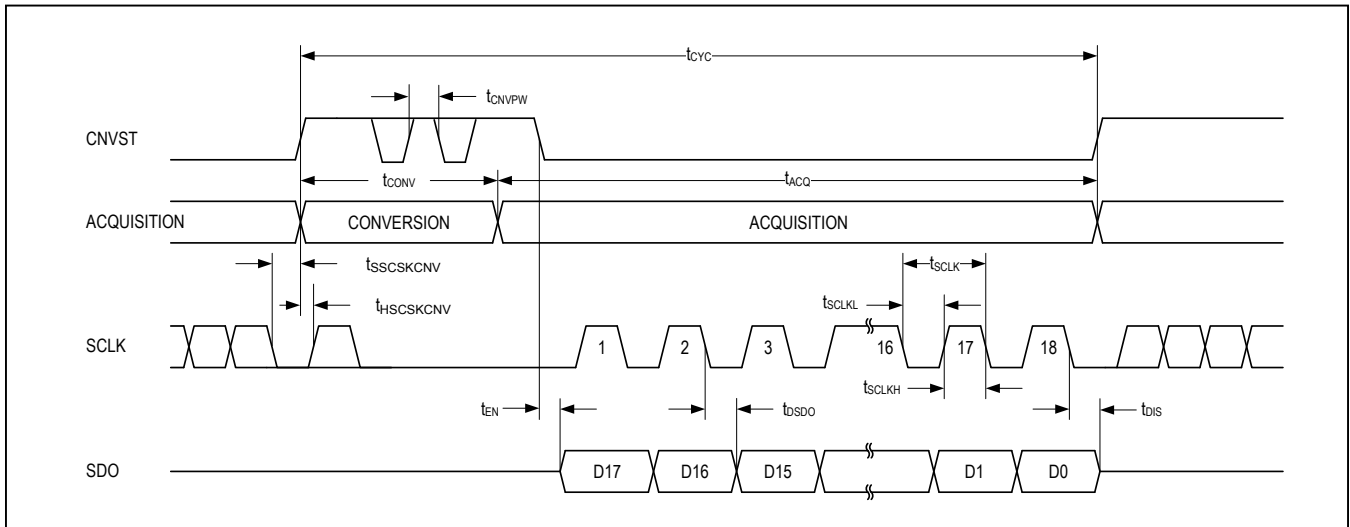 tCYC
tCNVPW
CNVST
tCONV
tACQ
ACQUISITION
CONVERSION
ACQUISITION
tSSCSKCNV
tSCLK
tHSCSKCNV
tSCLKL
SCLK
1 2 3 16 17 18
tSCLKH
tEN
tDSDO
tDIS
SDO
D17 D16 D15 D1 D0